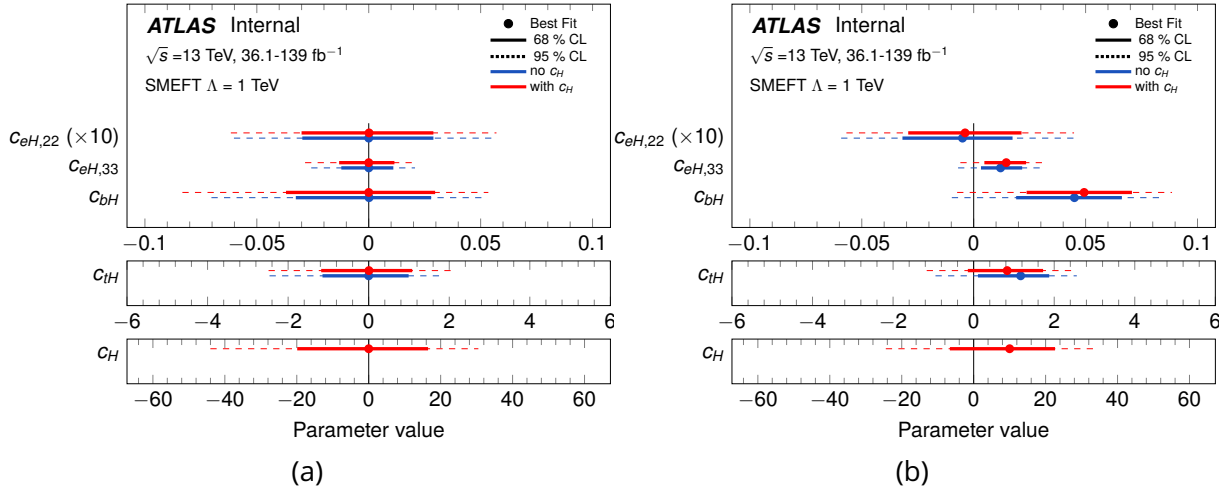 ATLAS Internal
√s =13 TeV, 36.1-139 fb⁻¹
SMEFT Λ = 1 TeV
Best Fit
68 % CL
95 % CL
no c_H
with c_H
c_eH,22 (×10)
c_eH,33
c_bH
−0.1 −0.05 0 0.05 0.1
c_tH
−6 −4 −2 0 2 4 6
c_H
−60 −40 −20 0 20 40 60
Parameter value
(a)
ATLAS Internal
√s =13 TeV, 36.1-139 fb⁻¹
SMEFT Λ = 1 TeV
Best Fit
68 % CL
95 % CL
no c_H
with c_H
c_eH,22 (×10)
c_eH,33
c_bH
−0.1 −0.05 0 0.05 0.1
c_tH
−6 −4 −2 0 2 4 6
c_H
−60 −40 −20 0 20 40 60
Parameter value
(b)